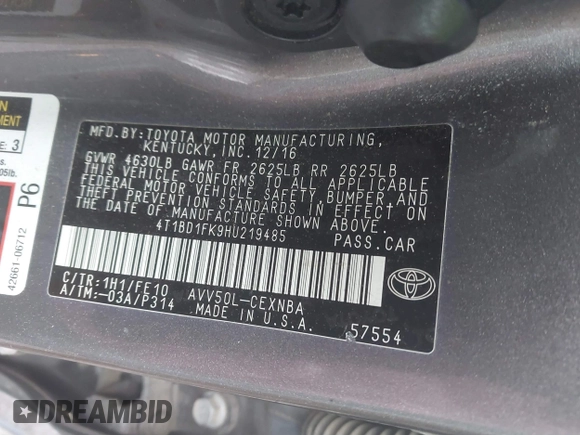 MFD.BY:TOYOTA MOTOR MANUFACTURING,
KENTUCKY, INC. 12/16
GVWR 4630LB GAWR FR 2625LB RR 2625LB
THIS VEHICLE CONFORMS TO ALL APPLICABLE
FEDERAL MOTOR VEHICLE SAFETY, BUMPER, AND
THEFT PREVENTION STANDARDS IN EFFECT ON
THE DATE OF MANUFACTURE SHOWN ABOVE.
4T1BD1FK9HU219485 PASS.CAR
C/TR:1H1/FE10 AVV50L-CEXNBA
A/TM:-03A/P314 MADE IN U.S.A.
57554
TOYOTA
E: 3
05lb.
P6
42661-06712
DREAMBID